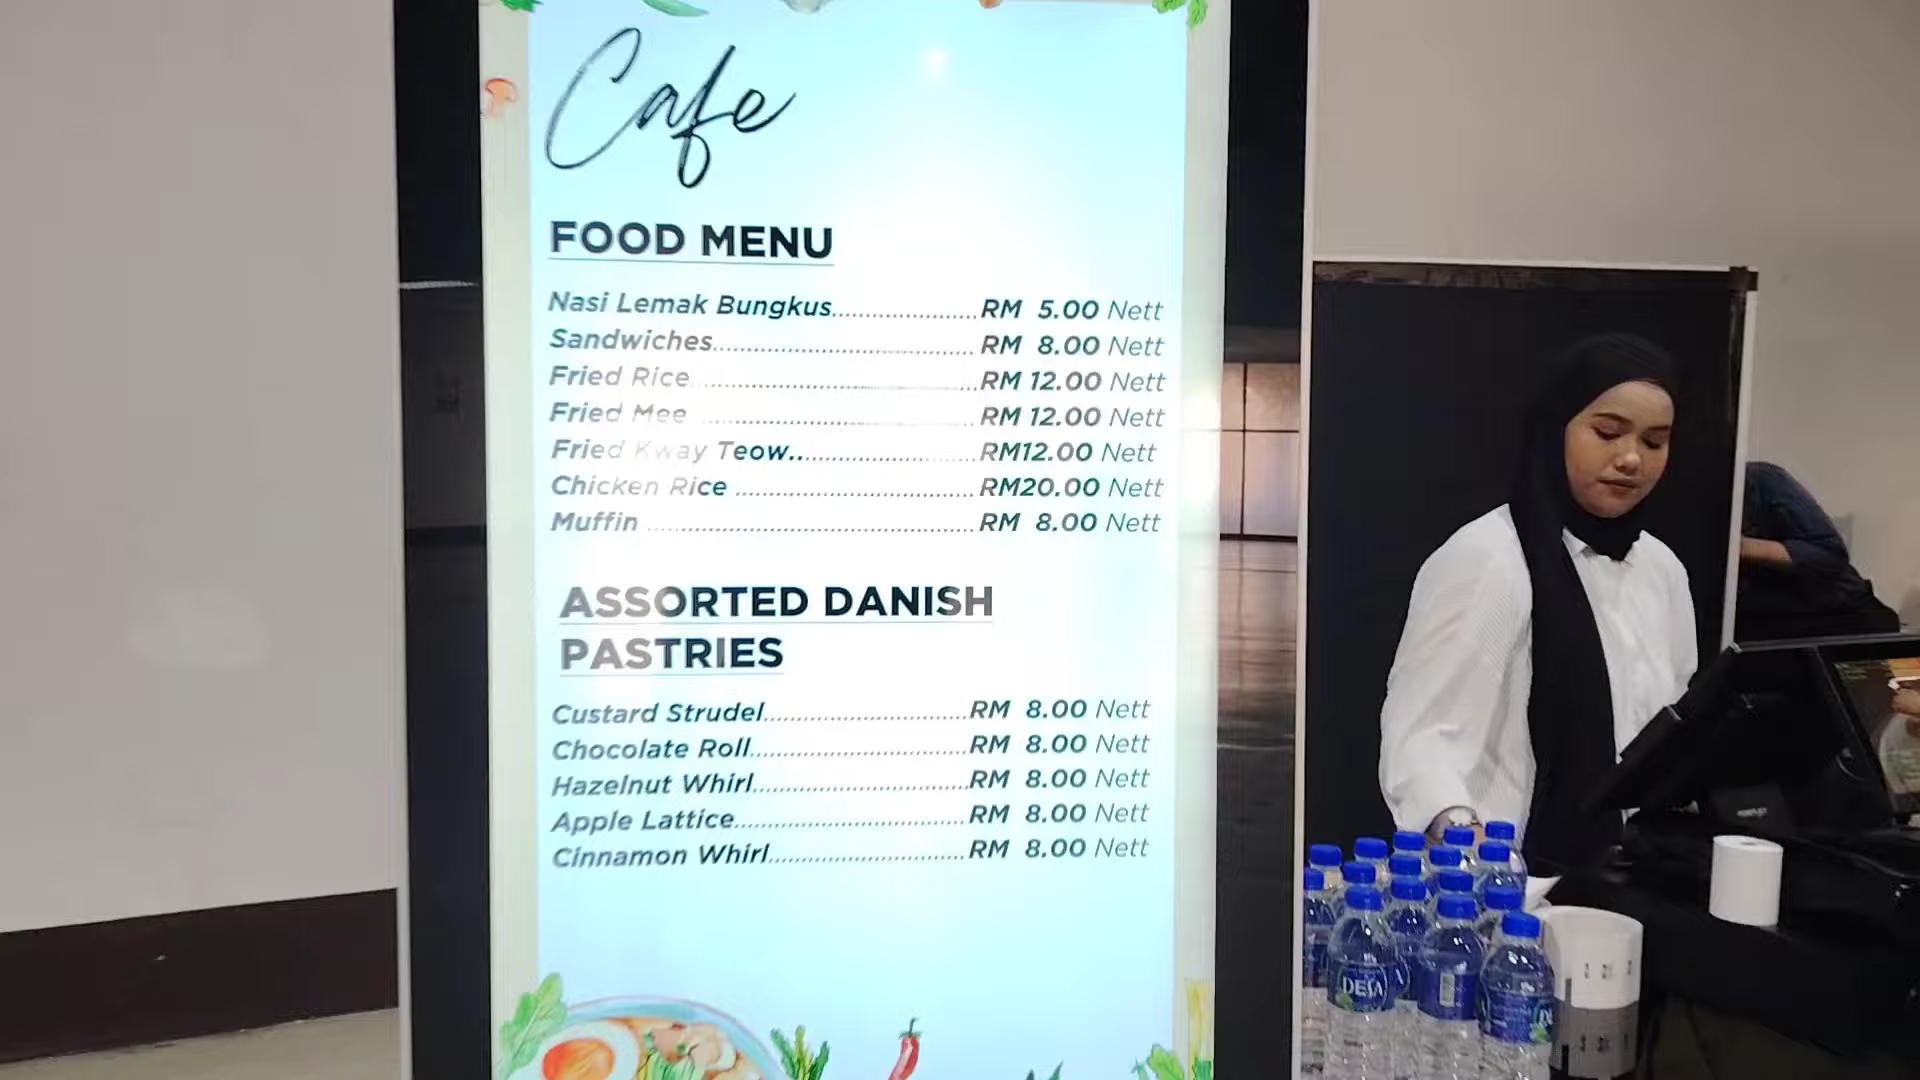 Cafe
FOOD MENU
Nasi Lemak Bungkus......................RM 5.00 Nett
Sandwiches.......................................RM 8.00 Nett
Fried Rice.........................................RM 12.00 Nett
Fried Mee ........................................RM 12.00 Nett
Fried Kway Teow..........................RM12.00 Nett
Chicken Rice ...................................RM20.00 Nett
Muffin ................................................RM 8.00 Nett
ASSORTED DANISH
PASTRIES
Custard Strudel..............................RM 8.00 Nett
Chocolate Roll................................RM 8.00 Nett
Hazelnut Whirl................................RM 8.00 Nett
Apple Lattice...................................RM 8.00 Nett
Cinnamon Whirl.............................RM 8.00 Nett
DESA